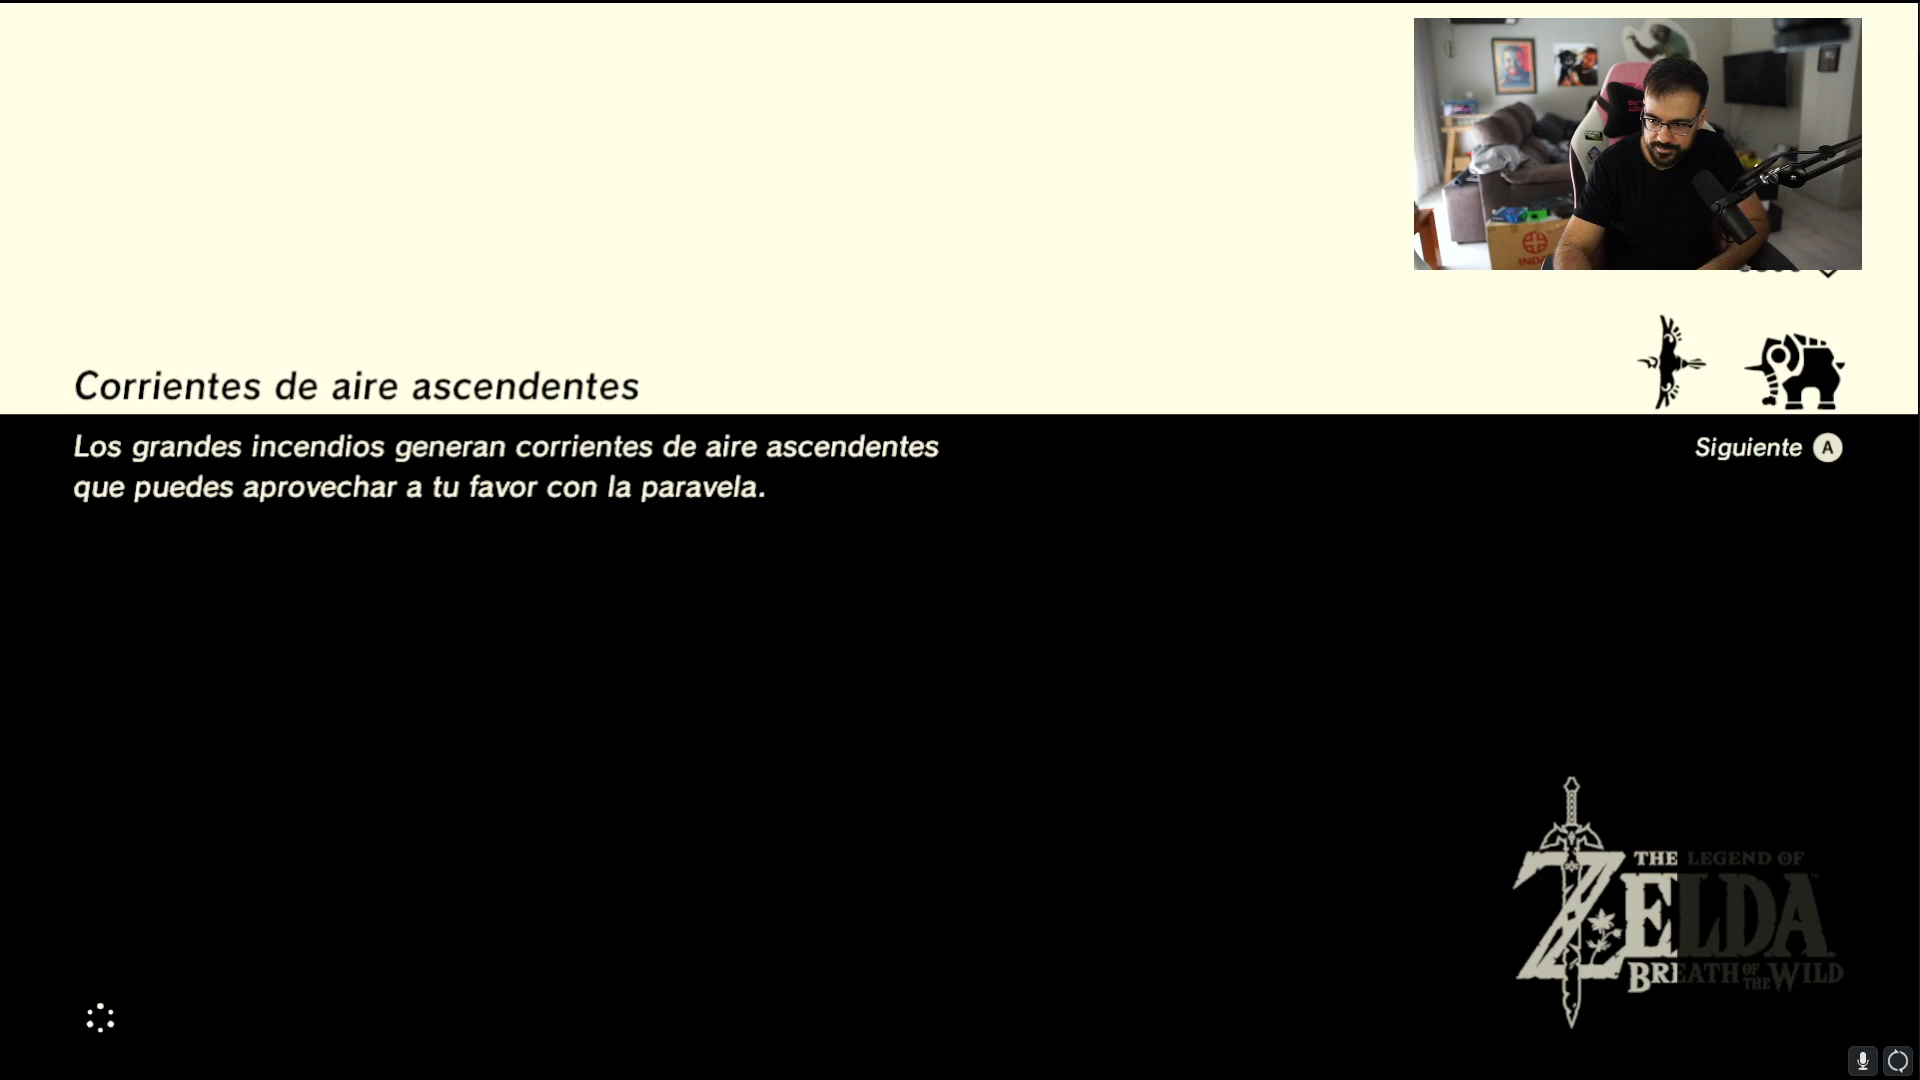 Corrientes de aire ascendentes
Los grandes incendios generan corrientes de aire ascendentes
que puedes aprovechar a tu favor con la paravela.
Siguiente A
THE LEGEND OF
ZELDA
BREATH OF THE WILD